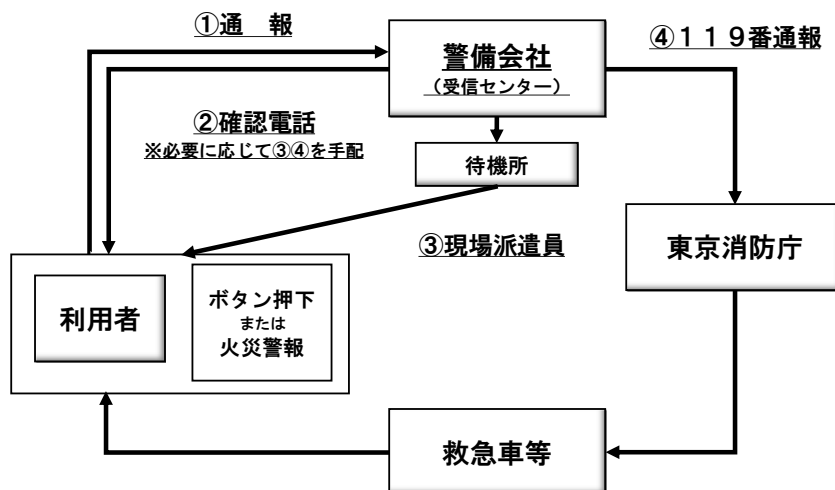 ①通　報
警備会社
（受信センター）
④１１９番通報
②確認電話
※必要に応じて③④を手配
待機所
③現場派遣員
東京消防庁
利用者
ボタン押下
または
火災警報
救急車等